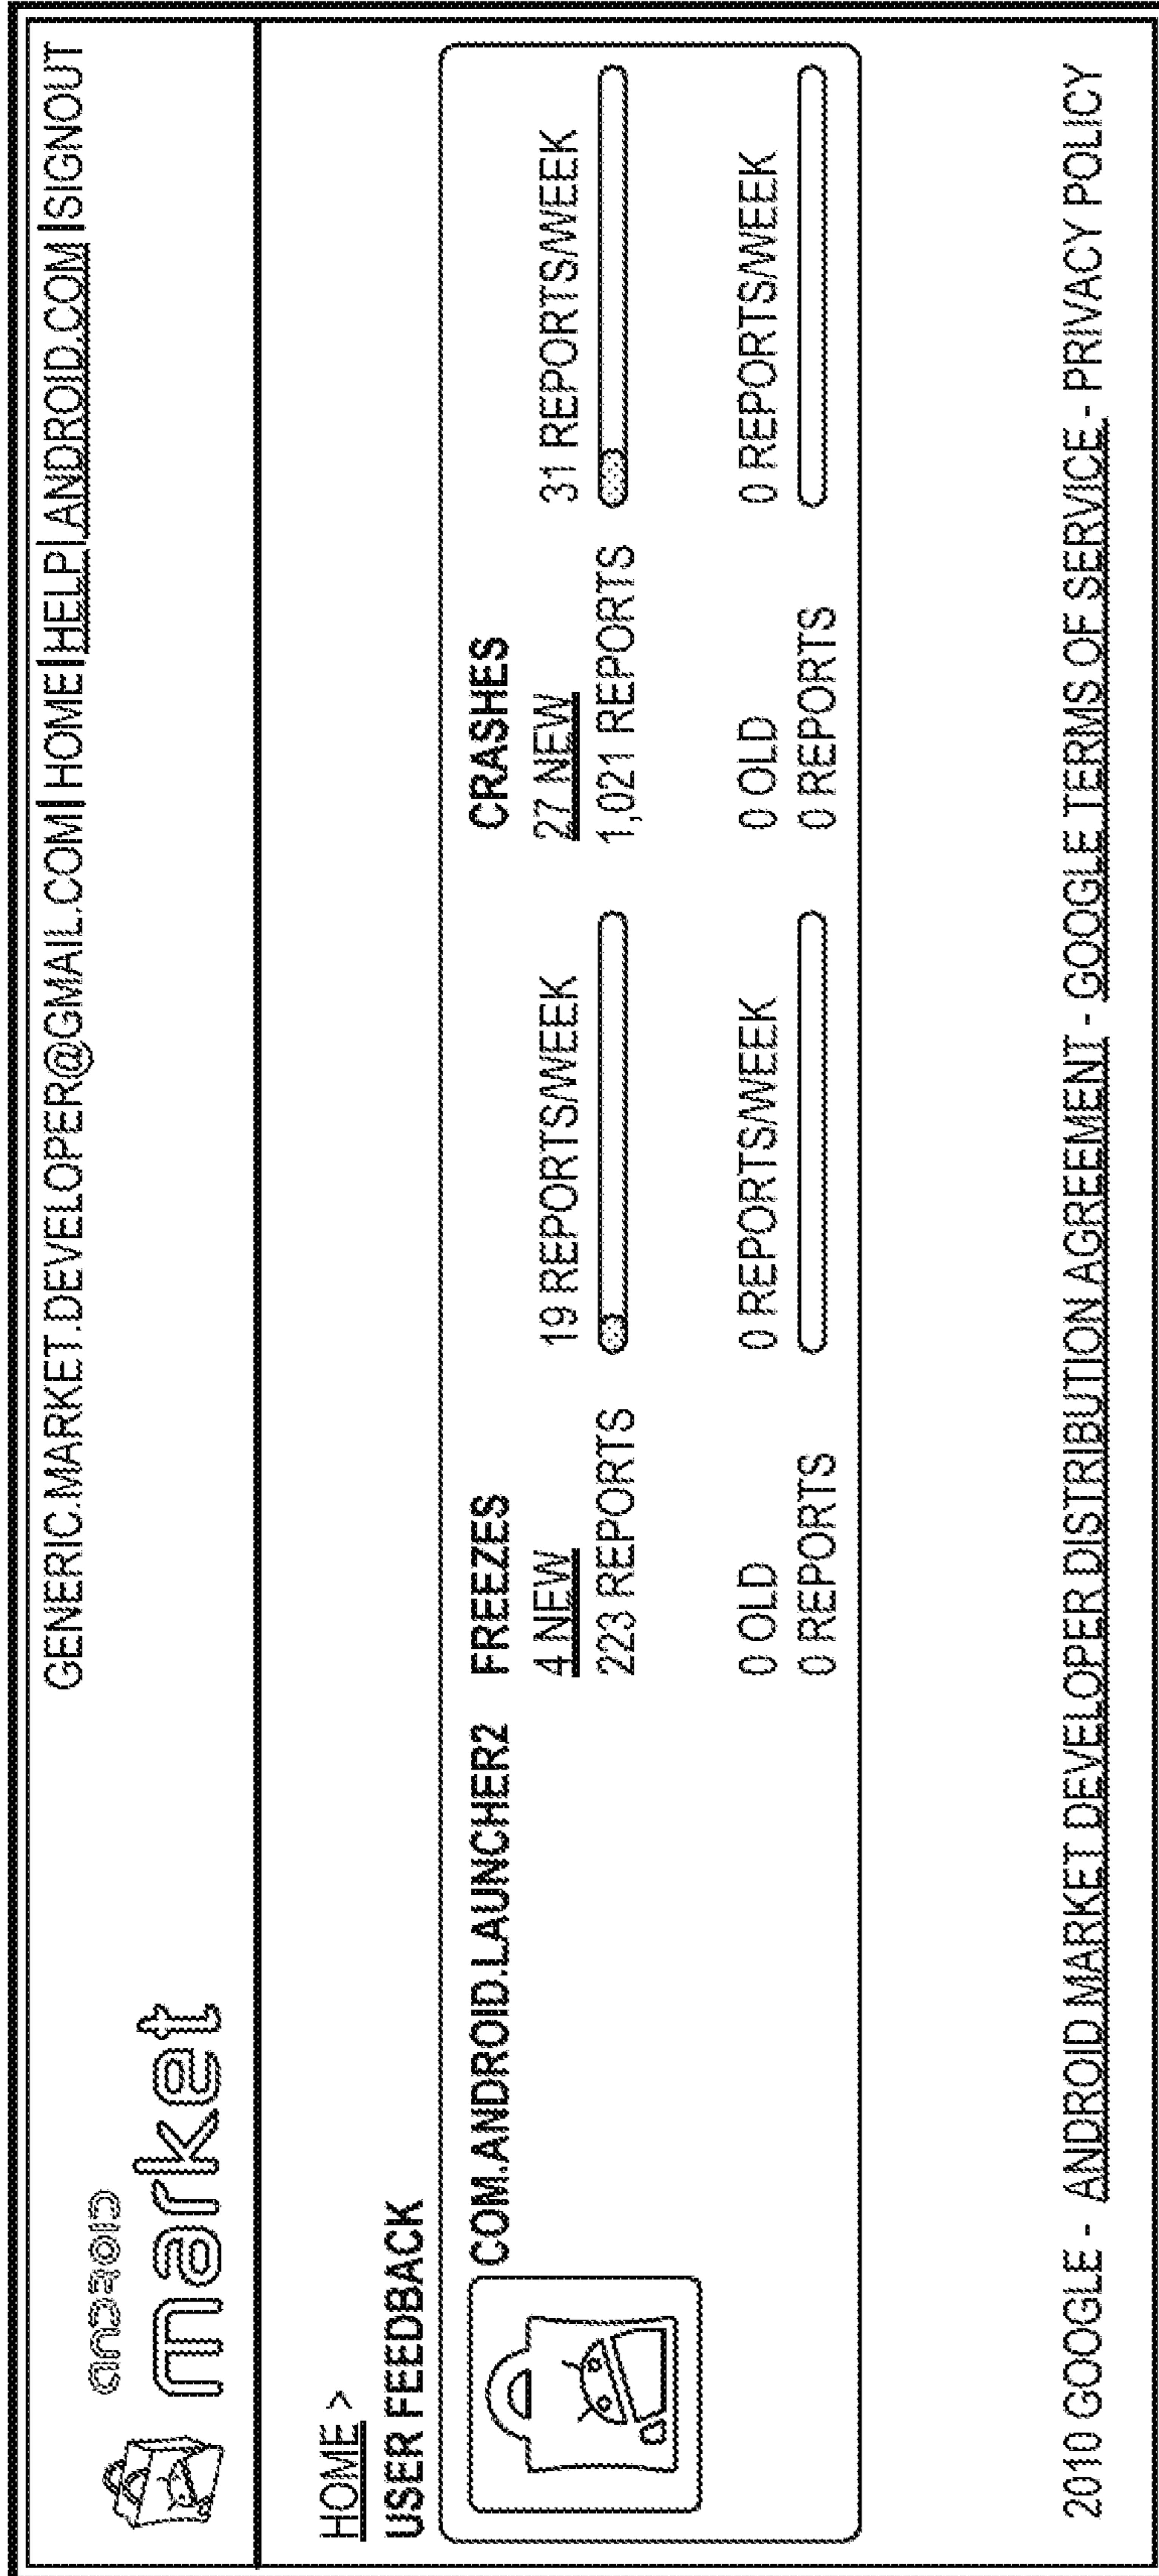 GENERIC.MARKET.DEVELOPER@GMAIL.COM| HOME|HELP|ANDROID.COM|SIGNOUT
ANDROID
market
HOME >
USER FEEDBACK
COM.ANDROID.LAUNCHER2 FREEZES CRASHES
4 NEW 19 REPORTS/WEEK 27 NEW 31 REPORTS/WEEK
223 REPORTS 1,021 REPORTS
0 OLD 0 REPORTS/WEEK 0 OLD 0 REPORTS/WEEK
0 REPORTS 0 REPORTS
2010 GOOGLE - ANDROID MARKET DEVELOPER DISTRIBUTION AGREEMENT - GOOGLE TERMS OF SERVICE - PRIVACY POLICY